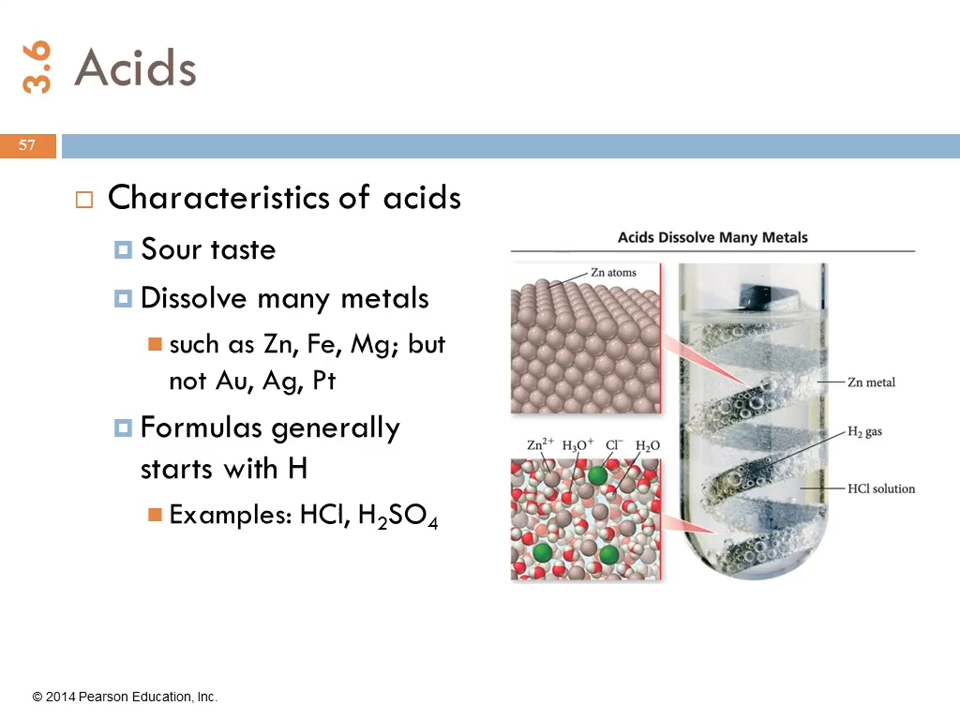 3.6
Acids
57
Characteristics of acids
Sour taste
Dissolve many metals
such as Zn, Fe, Mg; but
not Au, Ag, Pt
Formulas generally
starts with H
Examples: HCl, H₂SO₄
Acids Dissolve Many Metals
Zn atoms
Zn metal
H₂ gas
HCl solution
Zn²⁺ H₃O⁺ Cl⁻ H₂O
© 2014 Pearson Education, Inc.